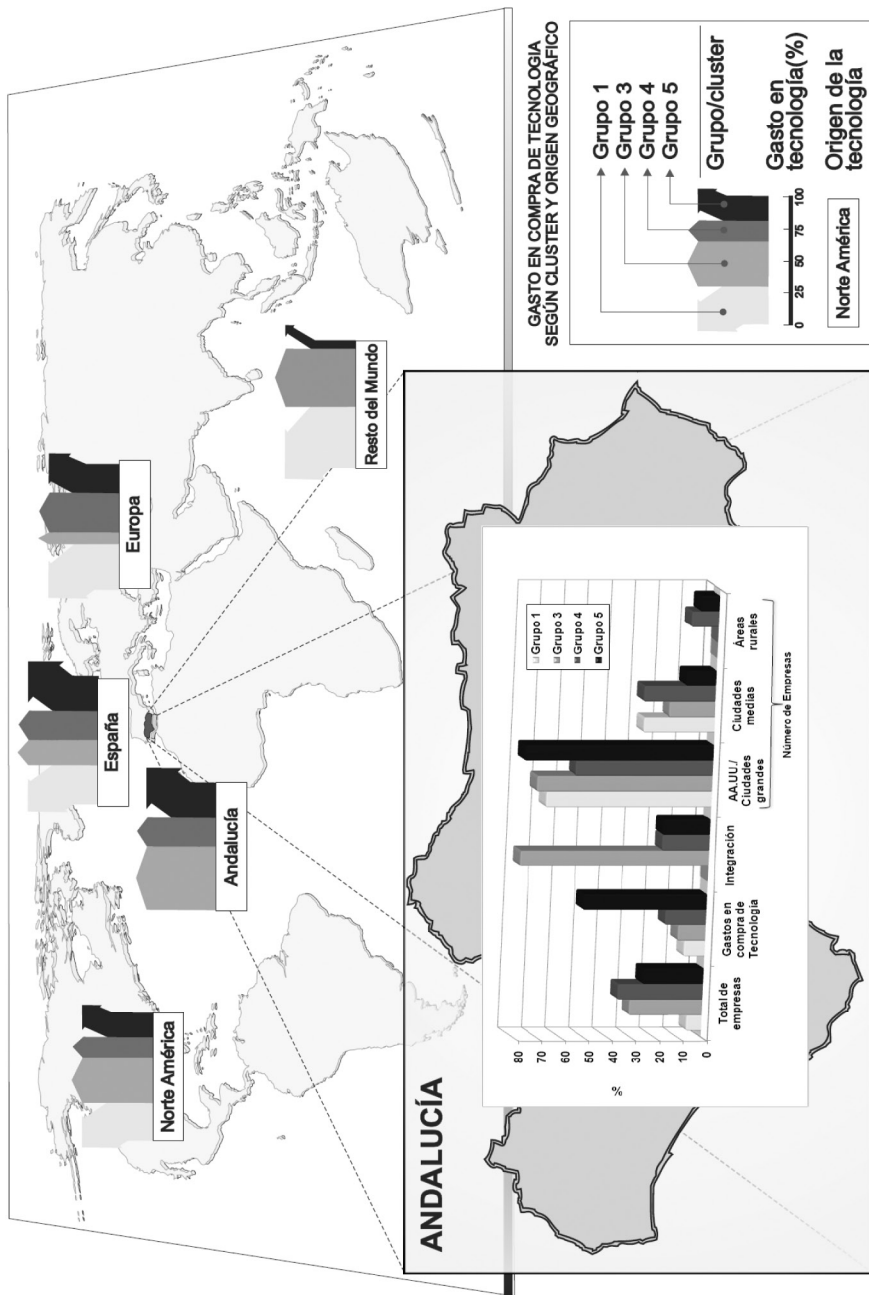 Norte América
España
Europa
Andalucía
Resto del Mundo
ANDALUCÍA
%
80
70
60
50
40
30
20
10
0
Grupo 1
Grupo 3
Grupo 4
Grupo 5
Total de
empresas
Gastos en
compra de
Tecnología
Integración
AA.UU./
Ciudades
grandes
Ciudades
medias
Áreas
rurales
Número de Empresas
GASTO EN COMPRA DE TECNOLOGIA
SEGÚN CLUSTER Y ORIGEN GEOGRÁFICO
Grupo 1
Grupo 3
Grupo 4
Grupo 5
Grupo/cluster
0 25 50 75 100
Gasto en
tecnología(%)
Norte América
Origen de la
tecnología